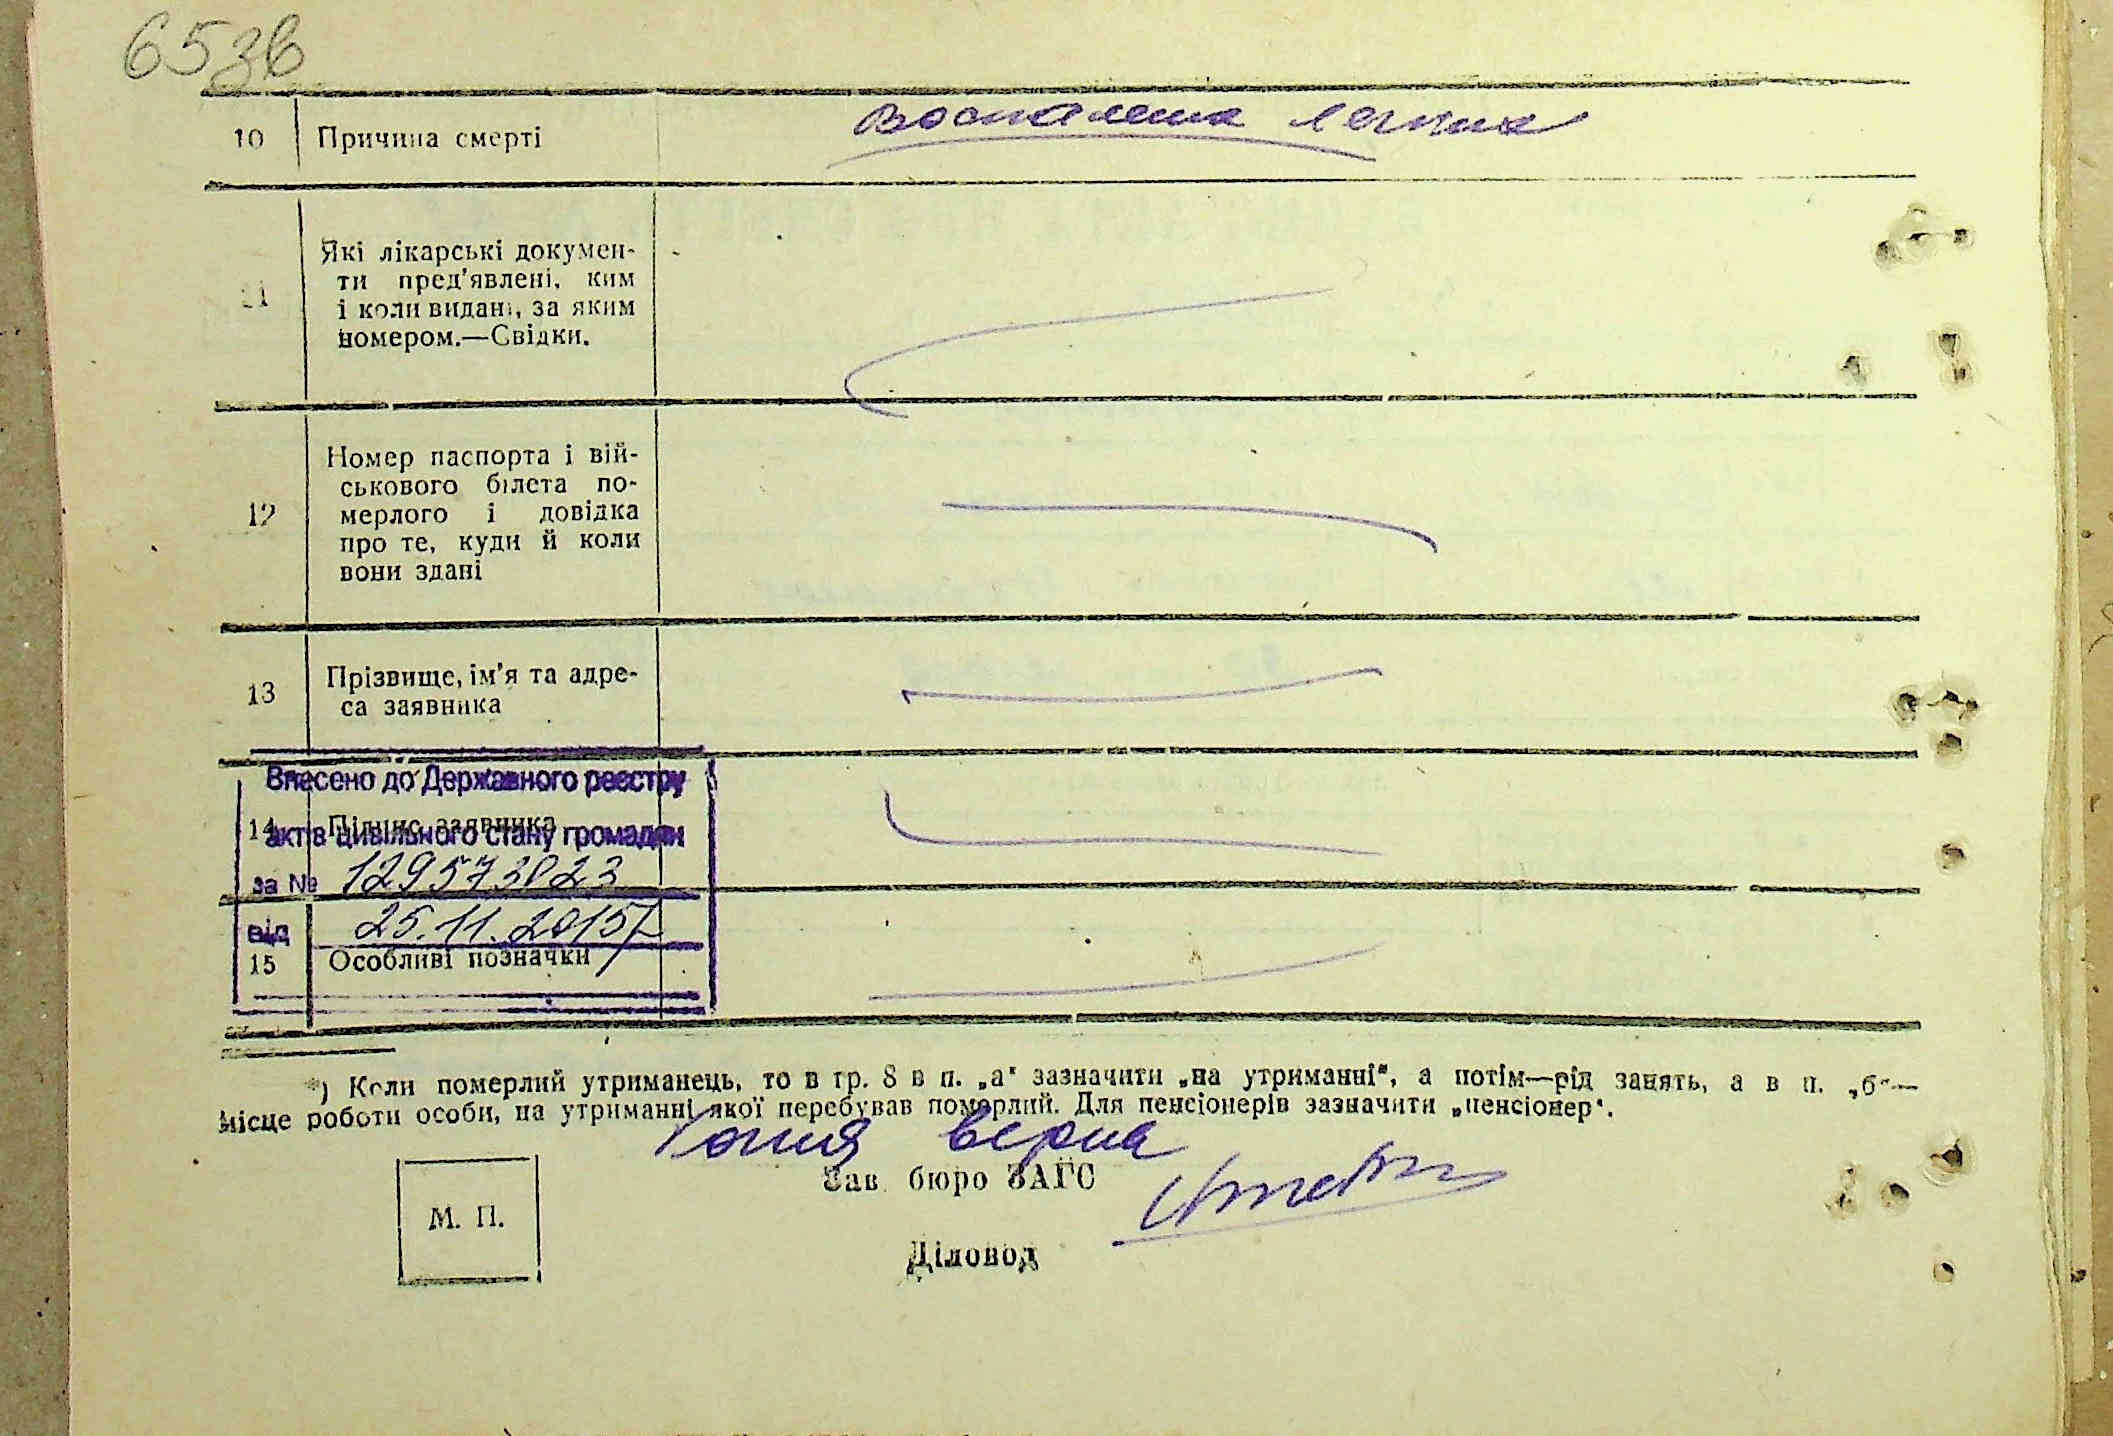 653в
10 Причина смерті Воспаления легких
11 Які лікарські докумен-
ти пред'явлені, ким
і коли видані, за яким
номером.—Свідки.
12 Номер паспорта і вій-
ськового білета по-
мерлого і довідка
про те, куди й коли
вони здані
13 Прізвище, ім'я та адре-
са заявника
Внесено до Державного реєстру
14 Підпис заявника
актів цивільного стану громадян
за № 129573023
від 25.11.2015
15 Особливі позначки
*) Коли померлий утриманець, то в гр. 8 в п. „а“ зазначити „на утриманні“, а потім—рід занять, а в п. „б“—
місце роботи особи, на утриманні якої перебував померлий. Для пенсіонерів зазначити „пенсіонер“.
Копия верна
Зав. бюро ЗАГС
М. П.
Діловод